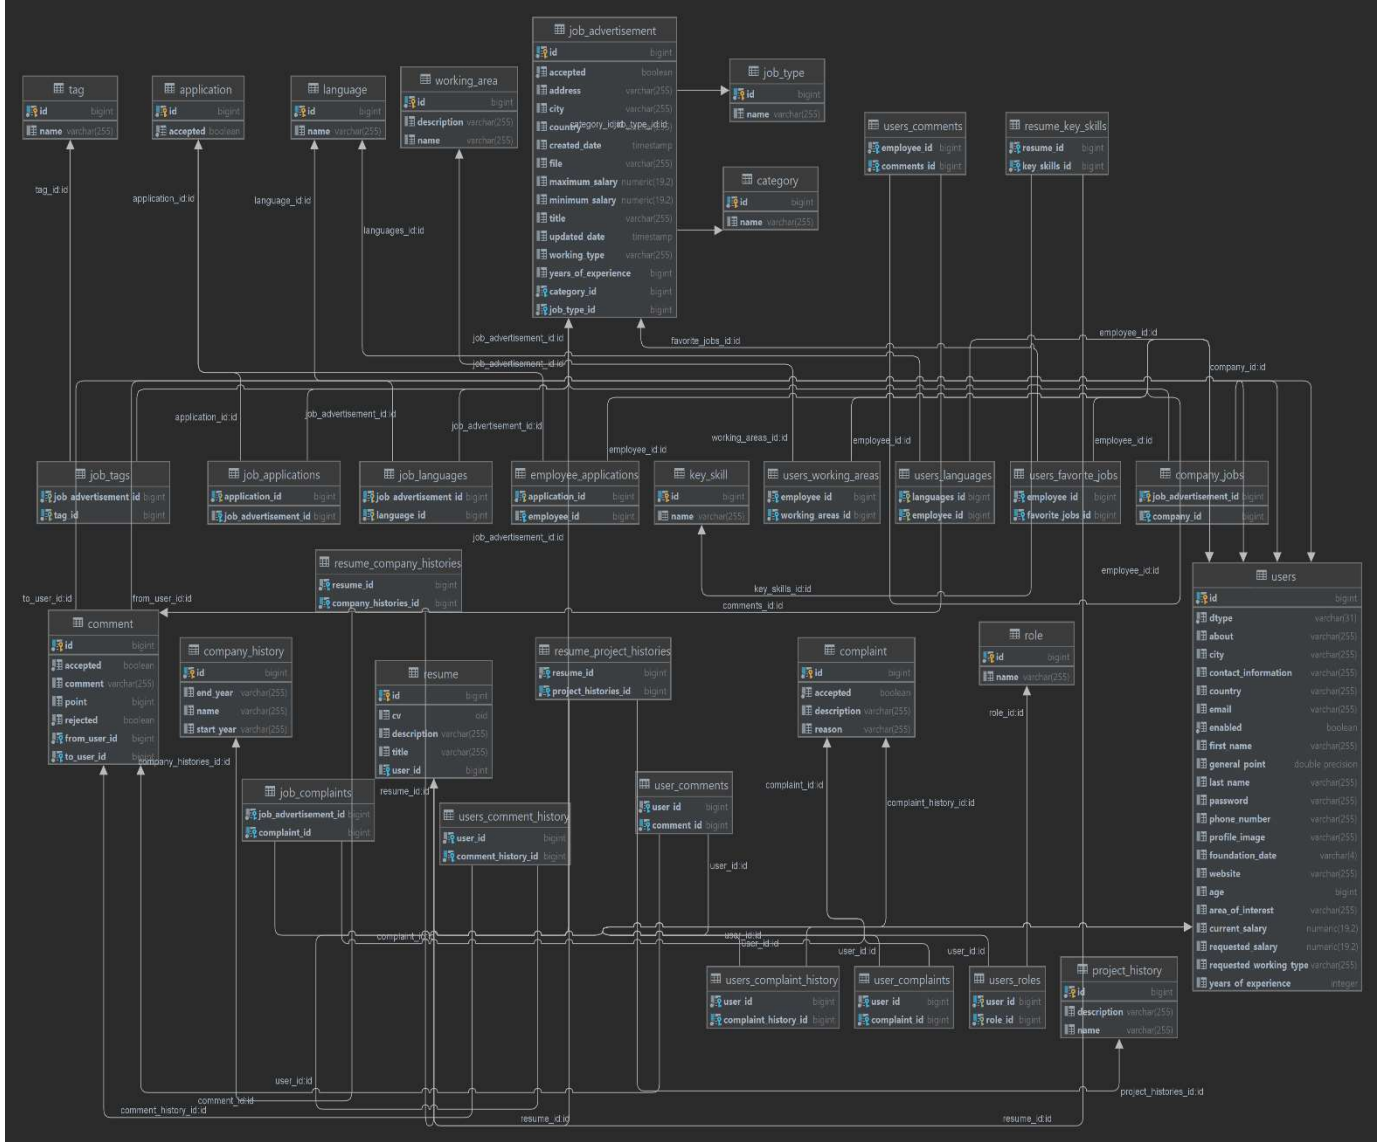 job_advertisement
id bigint
accepted boolean
address varchar(255)
city varchar(255)
country varchar(255)
created_date timestamp
file varchar(255)
maximum_salary numeric(19,2)
minimum_salary numeric(19,2)
title varchar(255)
updated_date timestamp
working_type varchar(255)
years_of_experience bigint
category_id bigint
job_type_id bigint
tag
id bigint
name varchar(255)
application
id bigint
accepted boolean
language
id bigint
name varchar(255)
working_area
id bigint
description varchar(255)
name varchar(255)
job_type
id bigint
name varchar(255)
category
id bigint
name varchar(255)
users_comments
employee_id bigint
comments_id bigint
resume_key_skills
resume_id bigint
key_skills_id bigint
category_id:id
job_type_id:id
tag_id:id
application_id:id
language_id:id
languages_id:id
job_advertisement_id:id
favorite_jobs_id:id
employee_id:id
job_advertisement_id:id
company_id:id
application_id:id
job_advertisement_id:id
job_advertisement_id:id
employee_id:id
working_areas_id:id
employee_id:id
employee_id:id
job_tags
job_advertisement_id bigint
tag_id bigint
job_applications
application_id bigint
job_advertisement_id bigint
job_languages
job_advertisement_id bigint
language_id bigint
employee_applications
application_id bigint
employee_id bigint
key_skill
id bigint
name varchar(255)
users_working_areas
employee_id bigint
working_areas_id bigint
users_languages
languages_id bigint
employee_id bigint
users_favorite_jobs
employee_id bigint
favorite_jobs_id bigint
company_jobs
job_advertisement_id bigint
company_id bigint
job_advertisement_id:id
resume_company_histories
resume_id bigint
company_histories_id bigint
to_user_id:id
from_user_id:id
key_skills_id:id
comments_id:id
employee_id:id
users
id bigint
dtype varchar(31)
about varchar(255)
city varchar(255)
contact_information varchar(255)
country varchar(255)
email varchar(255)
enabled boolean
first_name varchar(255)
general_point double precision
last_name varchar(255)
password varchar(255)
phone_number varchar(255)
profile_image varchar(255)
foundation_date varchar(4)
website varchar(255)
age bigint
area_of_interest varchar(255)
current_salary numeric(19,2)
requested_salary numeric(19,2)
requested_working_type varchar(255)
years_of_experience integer
comment
id bigint
accepted boolean
comment varchar(255)
point bigint
rejected boolean
from_user_id bigint
to_user_id bigint
company_history
id bigint
end_year varchar(255)
name varchar(255)
start_year varchar(255)
resume
id bigint
cv oid
description varchar(255)
title varchar(255)
user_id bigint
resume_project_histories
resume_id bigint
project_histories_id bigint
complaint
id bigint
accepted boolean
description varchar(255)
reason varchar(255)
role
id bigint
name varchar(255)
role_id:id
company_histories_id:id
resume_id:id
complaint_id:id
complaint_history_id:id
job_complaints
job_advertisement_id bigint
complaint_id bigint
users_comment_history
user_id bigint
comment_history_id bigint
user_comments
user_id bigint
comment_id bigint
user_id:id
complaint_id:id
user_id:id
user_id:id
user_id:id
user_id:id
users_complaint_history
user_id bigint
complaint_history_id bigint
user_complaints
user_id bigint
complaint_id bigint
users_roles
user_id bigint
role_id bigint
project_history
id bigint
description varchar(255)
name varchar(255)
user_id:id
comment_id:id
comment_history_id:id
resume_id:id
project_histories_id:id
resume_id:id